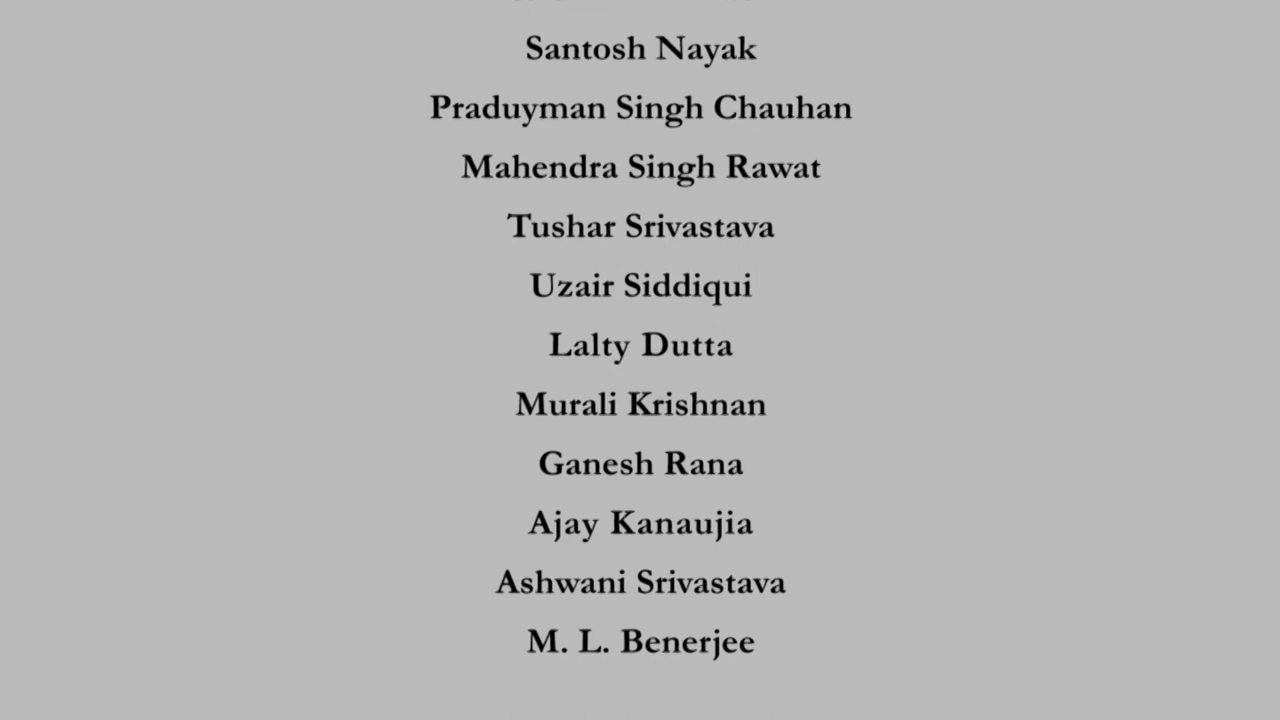 Santosh Nayak
Praduyman Singh Chauhan
Mahendra Singh Rawat
Tushar Srivastava
Uzair Siddiqui
Lalty Dutta
Murali Krishnan
Ganesh Rana
Ajay Kanaujia
Ashwani Srivastava
M. L. Benerjee